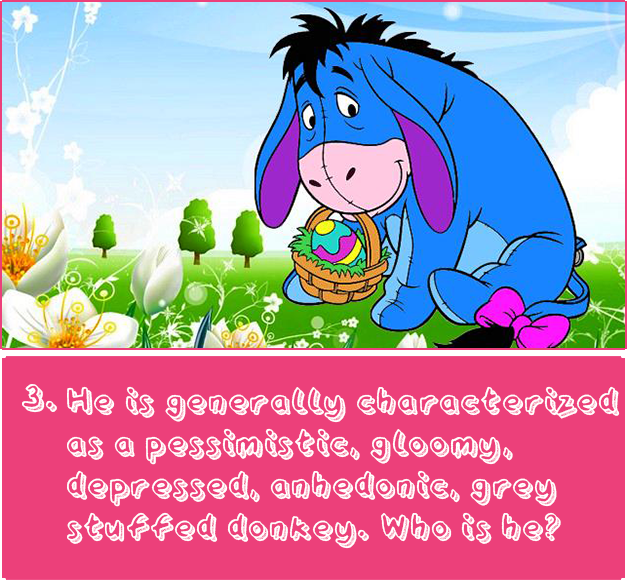 3. He is generally characterized
as a pessimistic, gloomy,
depressed, anhedonic, grey
stuffed donkey. Who is he?